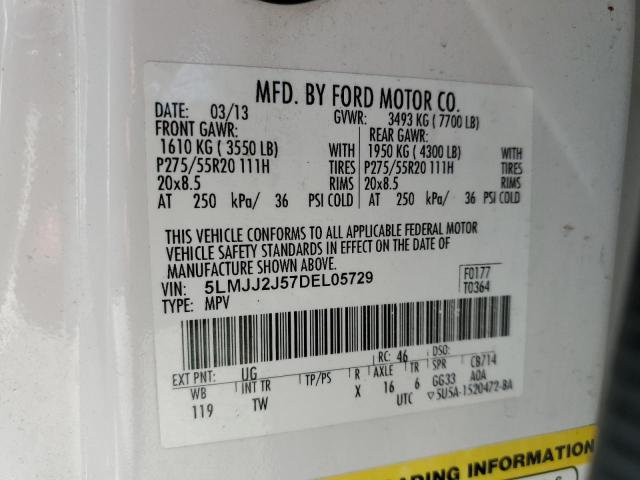 MFD. BY FORD MOTOR CO.
DATE: 03/13 GVWR: 3493 KG ( 7700 LB)
FRONT GAWR: REAR GAWR:
1610 KG ( 3550 LB) WITH 1950 KG ( 4300 LB) WITH
P275/55R20 111H TIRES P275/55R20 111H TIRES
20x8.5 RIMS 20x8.5 RIMS
AT 250 kPa/ 36 PSI COLD AT 250 kPa/ 36 PSI COLD
THIS VEHICLE CONFORMS TO ALL APPLICABLE FEDERAL MOTOR
VEHICLE SAFETY STANDARDS IN EFFECT ON THE DATE OF
MANUFACTURE SHOWN ABOVE.
VIN: 5LMJJ2J57DEL05729 F0177
TYPE: MPV T0364
EXT PNT: UG RC: 46 DSO:
WB INT TR TP/PS R AXLE TR SPR CB714
119 TW X 16 6 GG33 A0A
UTC ▽5U5A-1520472-BA
ADING INFORMATION